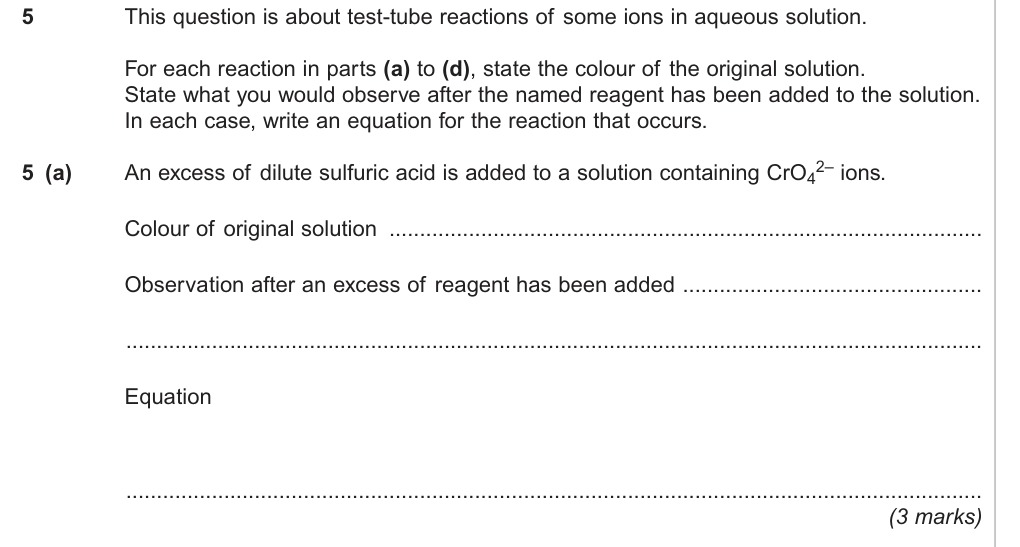 5 This question is about test-tube reactions of some ions in aqueous solution.
For each reaction in parts (a) to (d), state the colour of the original solution.
State what you would observe after the named reagent has been added to the solution.
In each case, write an equation for the reaction that occurs.
5 (a) An excess of dilute sulfuric acid is added to a solution containing CrO₄²⁻ ions.
Colour of original solution ..................................................................................................
Observation after an excess of reagent has been added ..................................................
..............................................................................................................................................
Equation
..............................................................................................................................................
(3 marks)